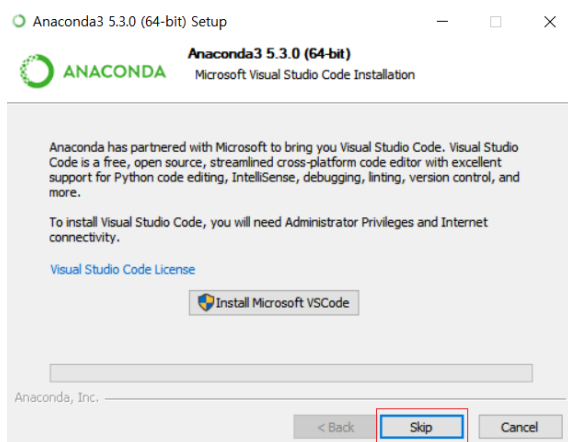 Anaconda3 5.3.0 (64-bit) Setup
ANACONDA
Anaconda3 5.3.0 (64-bit)
Microsoft Visual Studio Code Installation
Anaconda has partnered with Microsoft to bring you Visual Studio Code. Visual Studio
Code is a free, open source, streamlined cross-platform code editor with excellent
support for Python code editing, IntelliSense, debugging, linting, version control, and
more.
To install Visual Studio Code, you will need Administrator Privileges and Internet
connectivity.
Visual Studio Code License
Install Microsoft VSCode
Anaconda, Inc.
< Back Skip Cancel